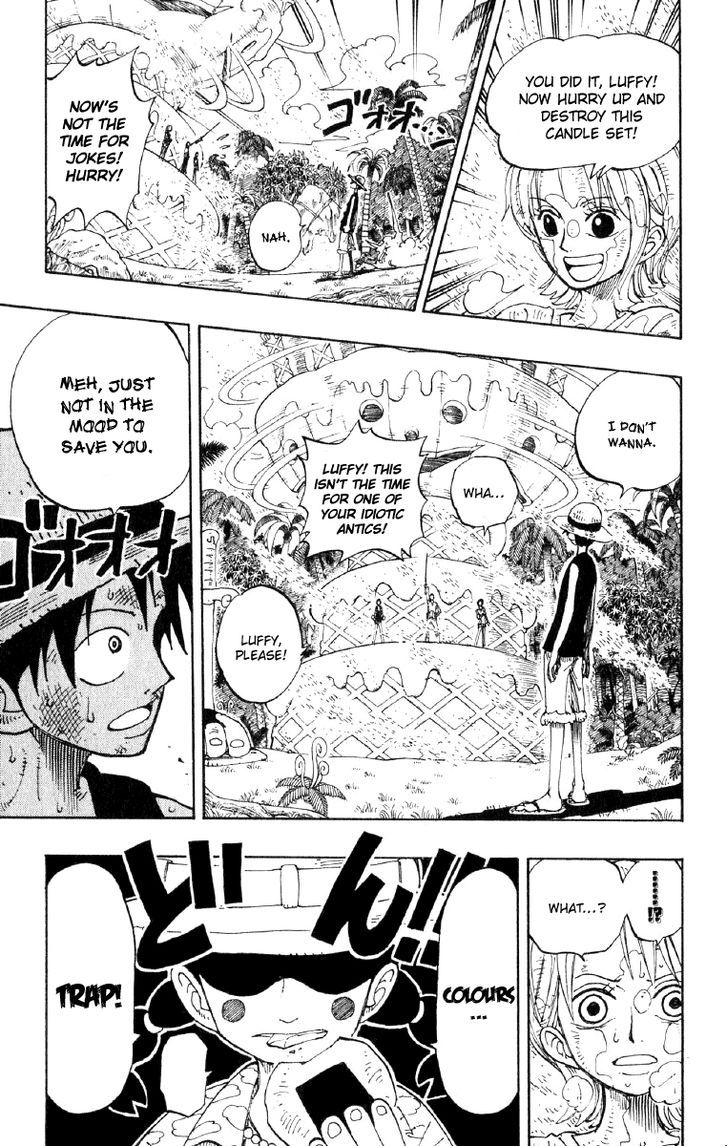 YOU DID IT, LUFFY!
NOW HURRY UP AND
DESTROY THIS
CANDLE SET!
NOW'S
NOT THE
TIME FOR
JOKES!
HURRY!
ゴオオオ
NAH.
I DON'T
WANNA.
WHA...
LUFFY! THIS
ISN'T THE TIME
FOR ONE OF
YOUR IDIOTIC
ANTICS!
LUFFY,
PLEASE!
MEH, JUST
NOT IN THE
MOOD TO
SAVE YOU.
ゴオオオ
......!?
WHAT...?
COLOURS
...
どん!!
TRAP!